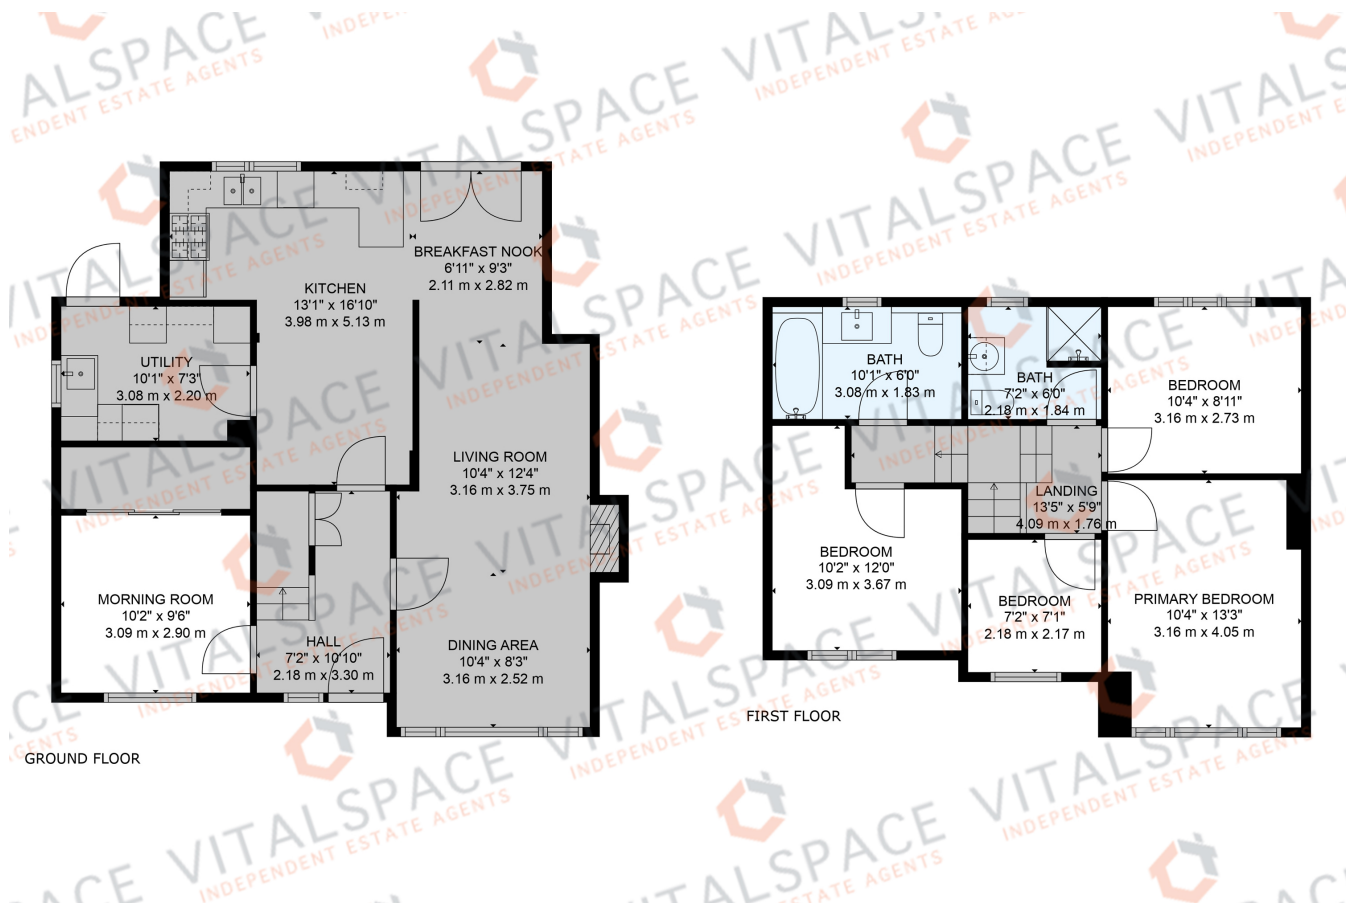 VITALSPACE
INDEPENDENT ESTATE AGENTS
KITCHEN
13'1" x 16'10"
3.98 m x 5.13 m
BREAKFAST NOOK
6'11" x 9'3"
2.11 m x 2.82 m
UTILITY
10'1" x 7'3"
3.08 m x 2.20 m
LIVING ROOM
10'4" x 12'4"
3.16 m x 3.75 m
MORNING ROOM
10'2" x 9'6"
3.09 m x 2.90 m
HALL
7'2" x 10'10"
2.18 m x 3.30 m
DINING AREA
10'4" x 8'3"
3.16 m x 2.52 m
GROUND FLOOR
BATH
10'1" x 6'0"
3.08 m x 1.83 m
BATH
7'2" x 6'0"
2.18 m x 1.84 m
BEDROOM
10'4" x 8'11"
3.16 m x 2.73 m
LANDING
13'5" x 5'9"
4.09 m x 1.76 m
BEDROOM
10'2" x 12'0"
3.09 m x 3.67 m
BEDROOM
7'2" x 7'1"
2.18 m x 2.17 m
PRIMARY BEDROOM
10'4" x 13'3"
3.16 m x 4.05 m
FIRST FLOOR